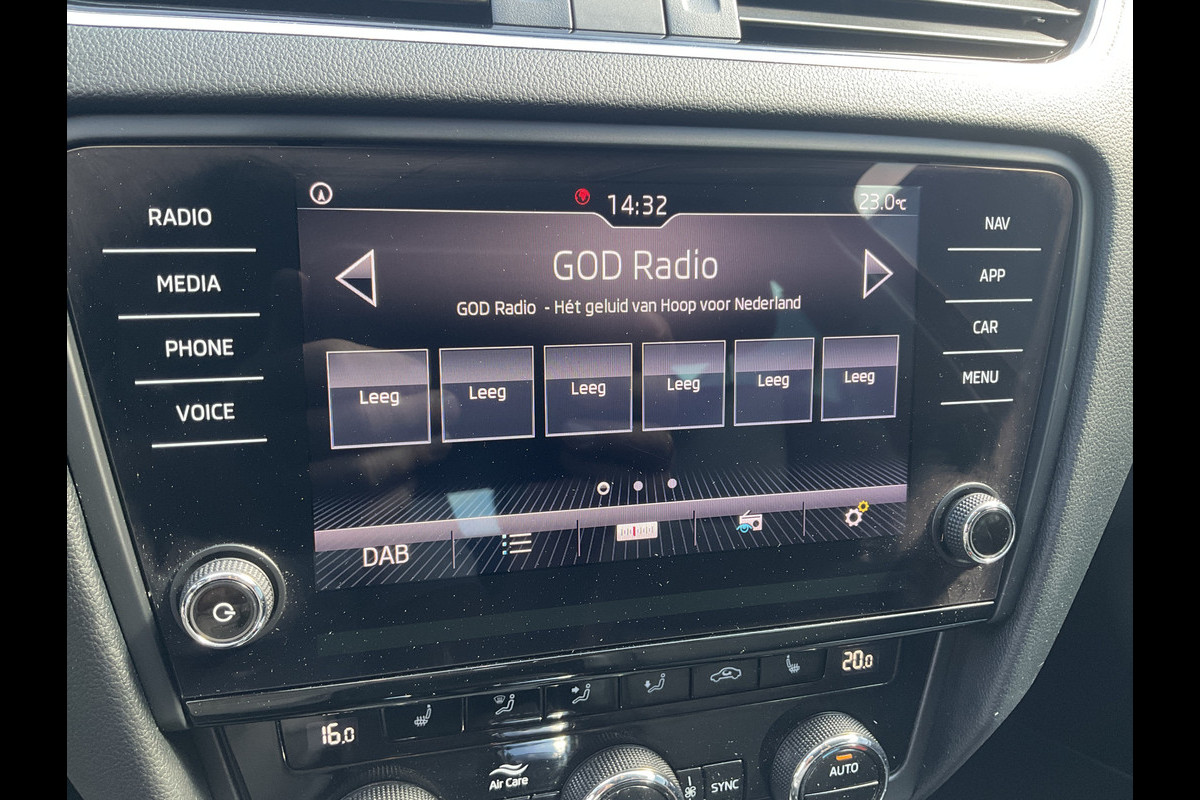 RADIO
MEDIA
PHONE
VOICE
14:32
23.0°C
GOD Radio
GOD Radio - Hét geluid van Hoop voor Nederland
Leeg Leeg Leeg Leeg Leeg Leeg
DAB
NAV
APP
CAR
MENU
16.0
20.0
Air Care
SYNC
AUTO